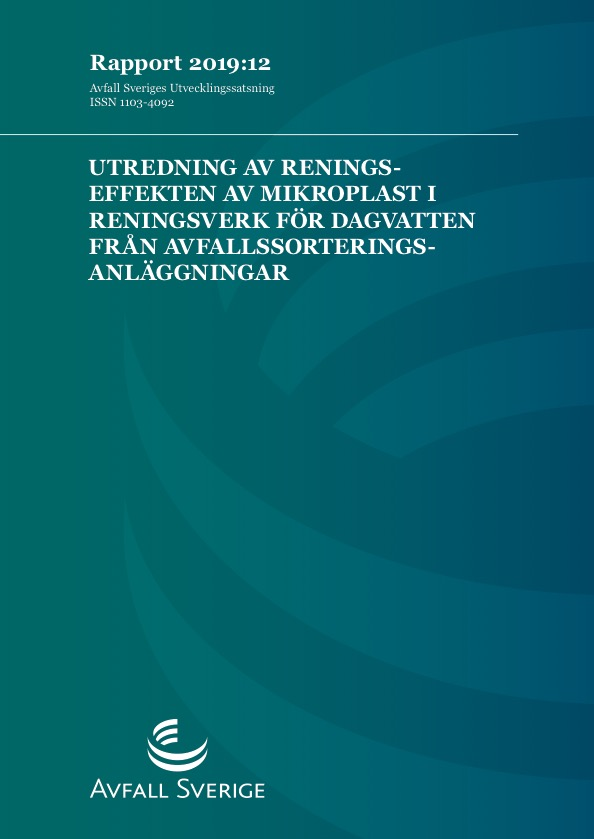 Rapport 2019:12
Avfall Sveriges Utvecklingssatsning
ISSN 1103-4092
UTREDNING AV RENINGS-
EFFEKTEN AV MIKROPLAST I
RENINGSVERK FÖR DAGVATTEN
FRÅN AVFALLSSORTERINGS-
ANLÄGGNINGAR
AVFALL SVERIGE